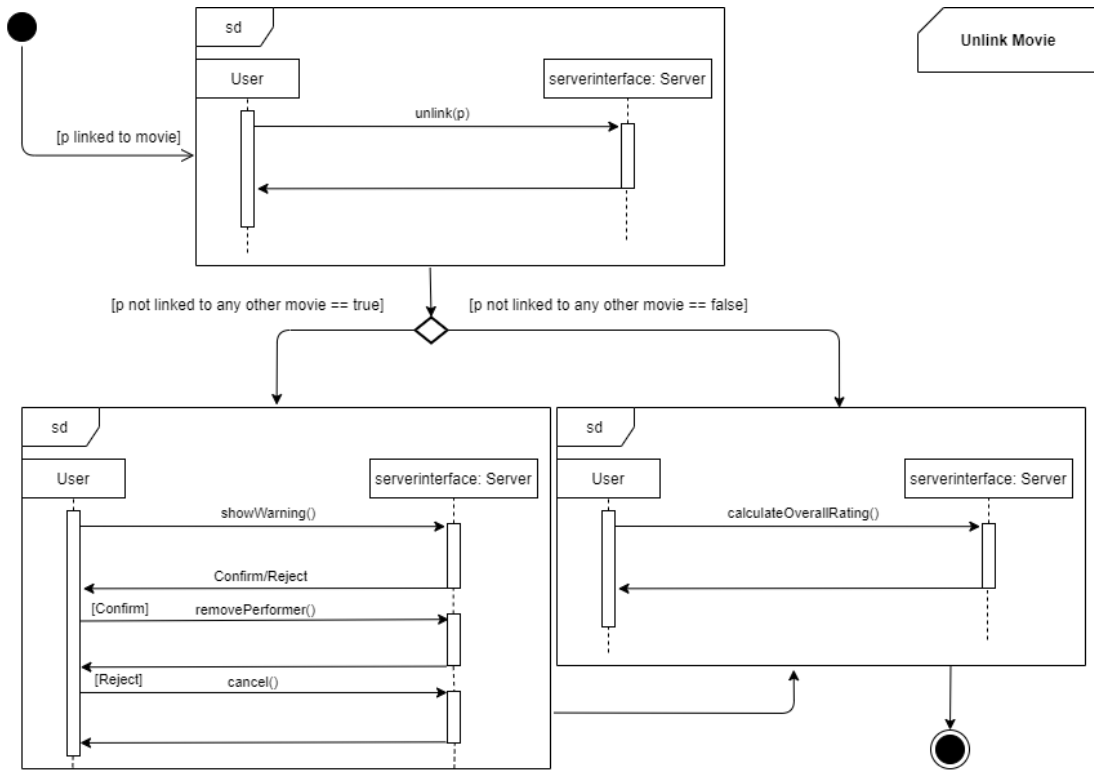 sd
Unlink Movie
User
serverinterface: Server
unlink(p)
[p linked to movie]
[p not linked to any other movie == true]
[p not linked to any other movie == false]
sd
User
serverinterface: Server
showWarning()
Confirm/Reject
[Confirm]
removePerformer()
[Reject]
cancel()
sd
User
serverinterface: Server
calculateOverallRating()